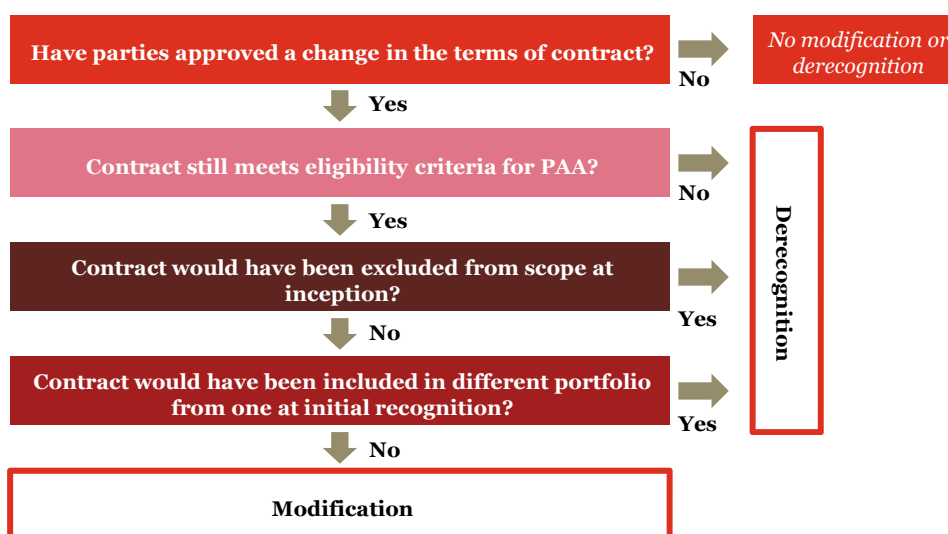 Have parties approved a change in the terms of contract?
No
No modification or
derecognition
Yes
Contract still meets eligibility criteria for PAA?
No
Yes
Contract would have been excluded from scope at
inception?
Yes
No
Contract would have been included in different portfolio
from one at initial recognition?
Yes
Derecognition
No
Modification